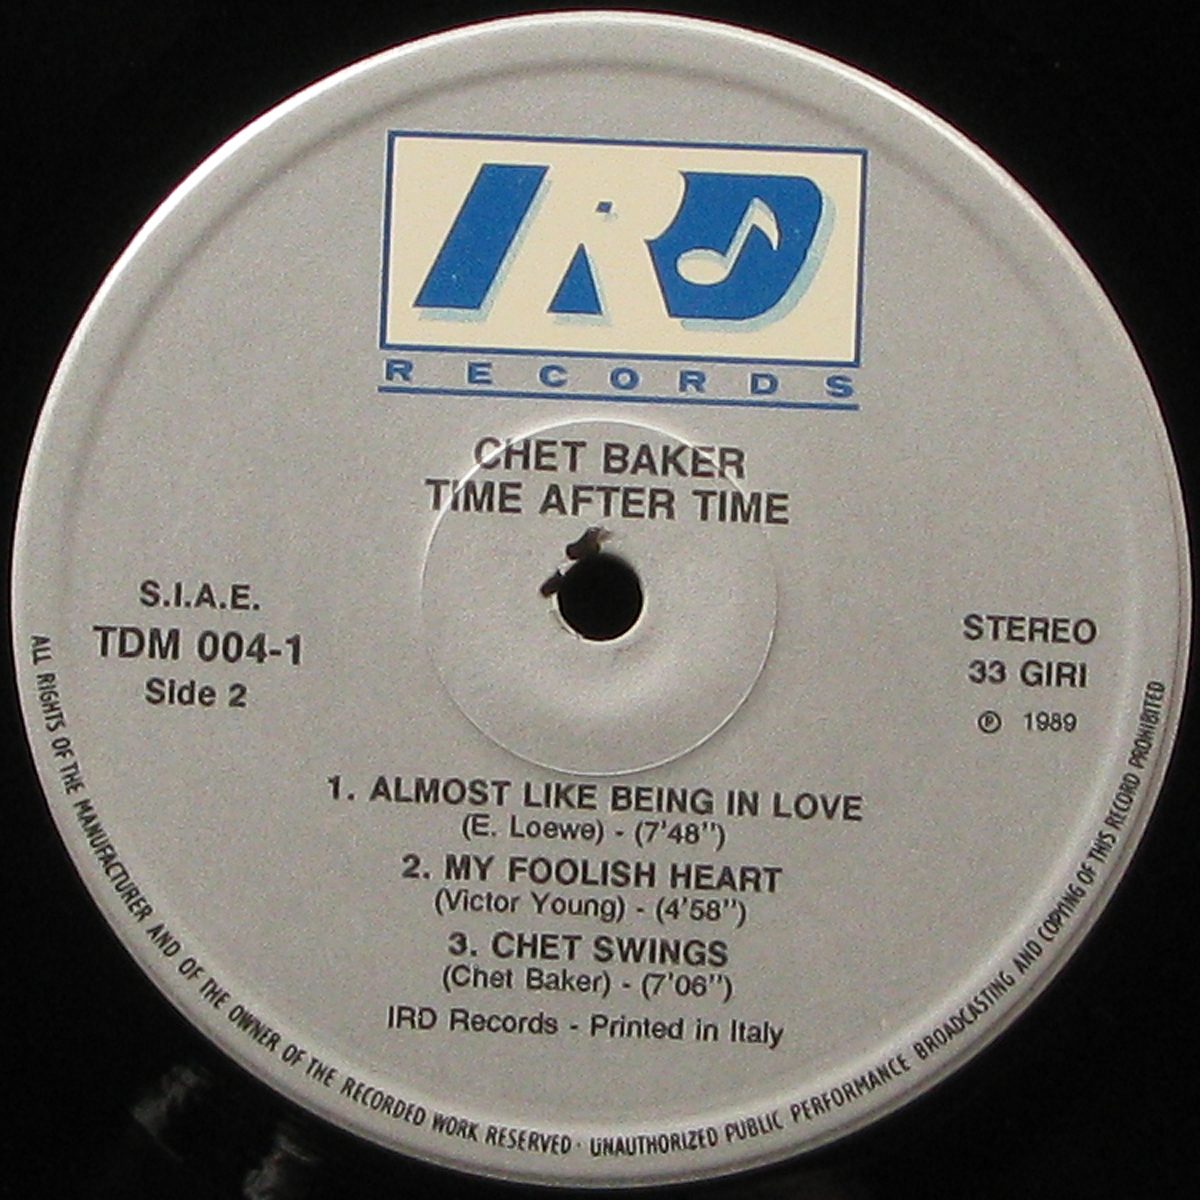 IRD
RECORDS
CHET BAKER
TIME AFTER TIME
S.I.A.E.
TDM 004-1
Side 2
STEREO
33 GIRI
℗ 1989
1. ALMOST LIKE BEING IN LOVE
(E. Loewe) - (7'48")
2. MY FOOLISH HEART
(Victor Young) - (4'58")
3. CHET SWINGS
(Chet Baker) - (7'06")
IRD Records - Printed in Italy
ALL RIGHTS OF THE MANUFACTURER AND OF THE OWNER OF THE RECORDED WORK RESERVED · UNAUTHORIZED PUBLIC PERFORMANCE BROADCASTING AND COPYING OF THIS RECORD PROHIBITED